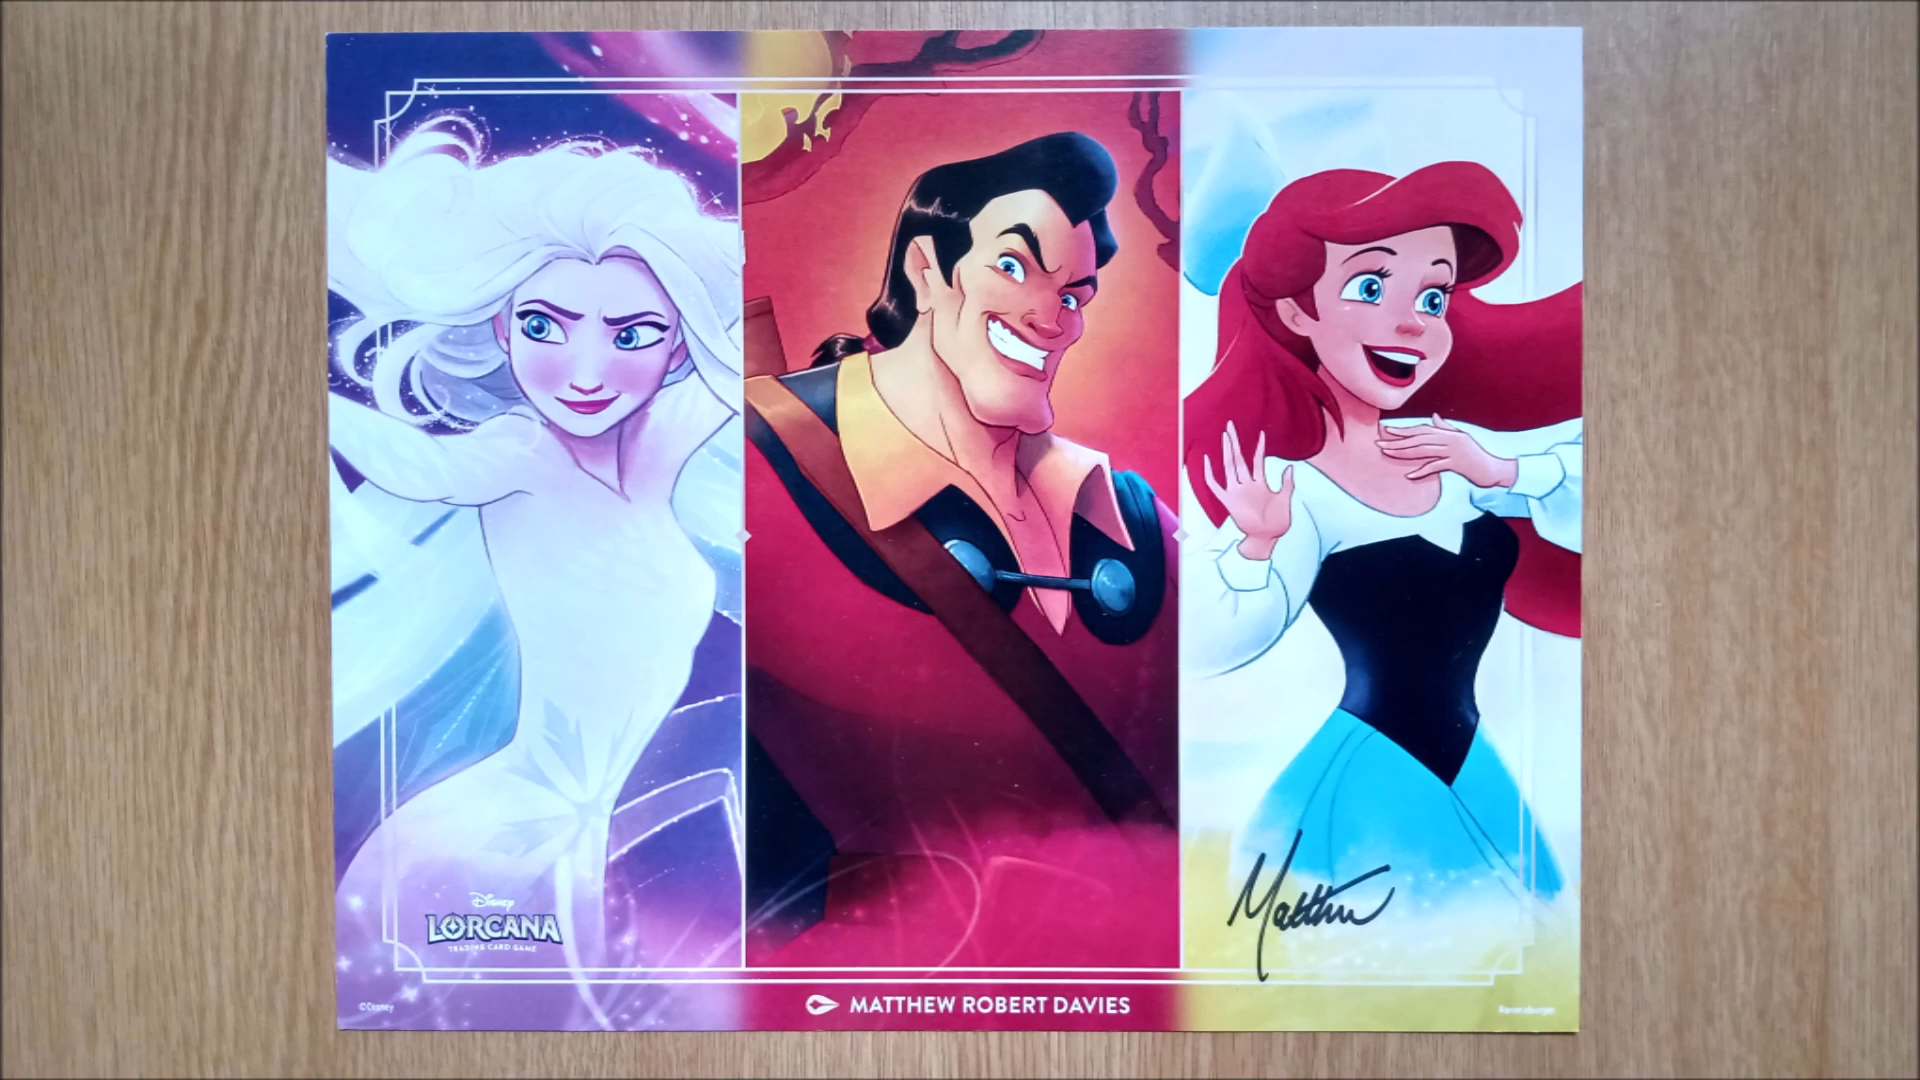 Disney
LORCANA
TRADING CARD GAME
Matthew
©Disney
MATTHEW ROBERT DAVIES
Ravensburger